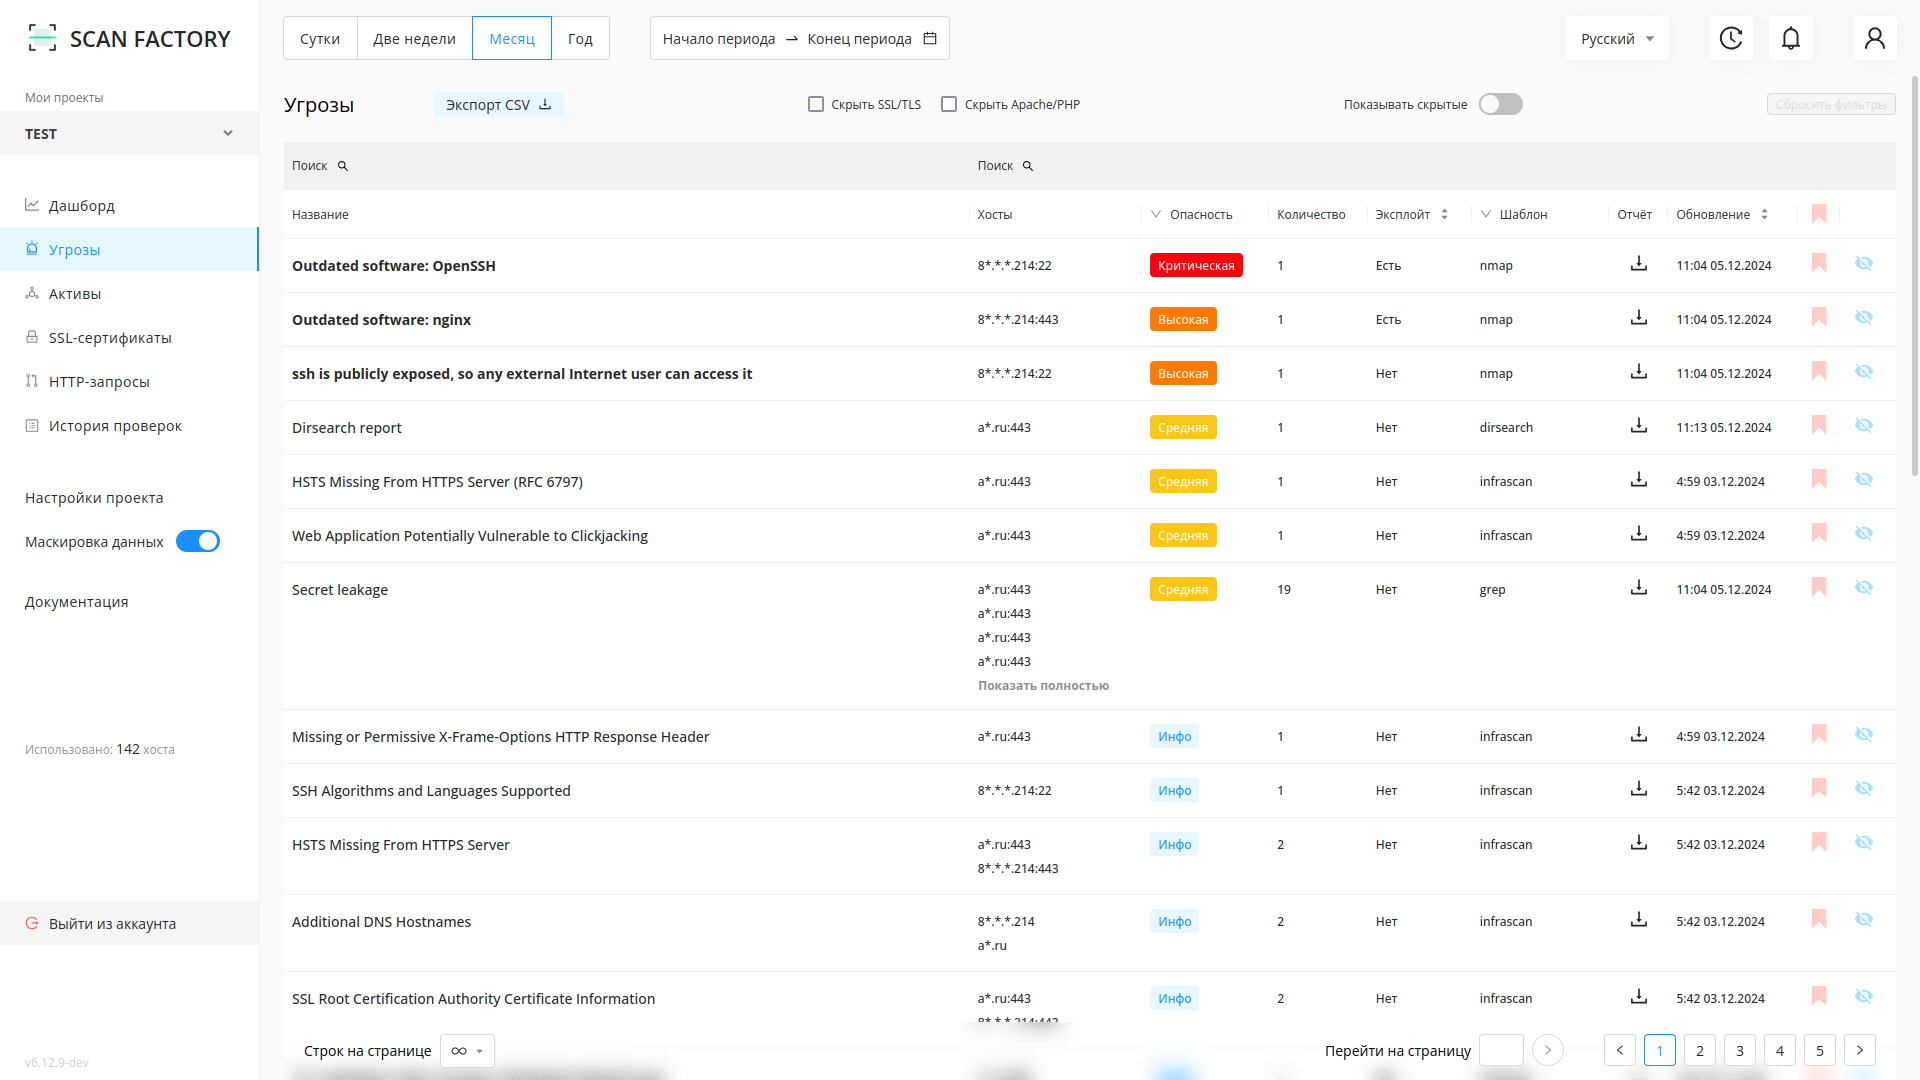 SCAN FACTORY
Мои проекты
TEST
Дашборд
Угрозы
Активы
SSL-сертификаты
HTTP-запросы
История проверок
Настройки проекта
Маскировка данных
Документация
Использовано: 142 хоста
Выйти из аккаунта
v6.12.9-dev
Сутки Две недели Месяц Год Начало периода → Конец периода Русский
Угрозы Экспорт CSV Скрыть SSL/TLS Скрыть Apache/PHP Показывать скрытые Сбросить фильтры
Поиск Поиск
Название Хосты Опасность Количество Эксплойт Шаблон Отчёт Обновление
Outdated software: OpenSSH 8*.*.*.214:22 Критическая 1 Есть nmap 11:04 05.12.2024
Outdated software: nginx 8*.*.*.214:443 Высокая 1 Есть nmap 11:04 05.12.2024
ssh is publicly exposed, so any external Internet user can access it 8*.*.*.214:22 Высокая 1 Нет nmap 11:04 05.12.2024
Dirsearch report a*.ru:443 Средняя 1 Нет dirsearch 11:13 05.12.2024
HSTS Missing From HTTPS Server (RFC 6797) a*.ru:443 Средняя 1 Нет infrascan 4:59 03.12.2024
Web Application Potentially Vulnerable to Clickjacking a*.ru:443 Средняя 1 Нет infrascan 4:59 03.12.2024
Secret leakage a*.ru:443 Средняя 19 Нет grep 11:04 05.12.2024
a*.ru:443
a*.ru:443
a*.ru:443
Показать полностью
Missing or Permissive X-Frame-Options HTTP Response Header a*.ru:443 Инфо 1 Нет infrascan 4:59 03.12.2024
SSH Algorithms and Languages Supported 8*.*.*.214:22 Инфо 1 Нет infrascan 5:42 03.12.2024
HSTS Missing From HTTPS Server a*.ru:443 Инфо 2 Нет infrascan 5:42 03.12.2024
8*.*.*.214:443
Additional DNS Hostnames 8*.*.*.214 Инфо 2 Нет infrascan 5:42 03.12.2024
a*.ru
SSL Root Certification Authority Certificate Information a*.ru:443 Инфо 2 Нет infrascan 5:42 03.12.2024
8*.*.*.214:443
Строк на странице ∞ Перейти на страницу > < 1 2 3 4 5 >